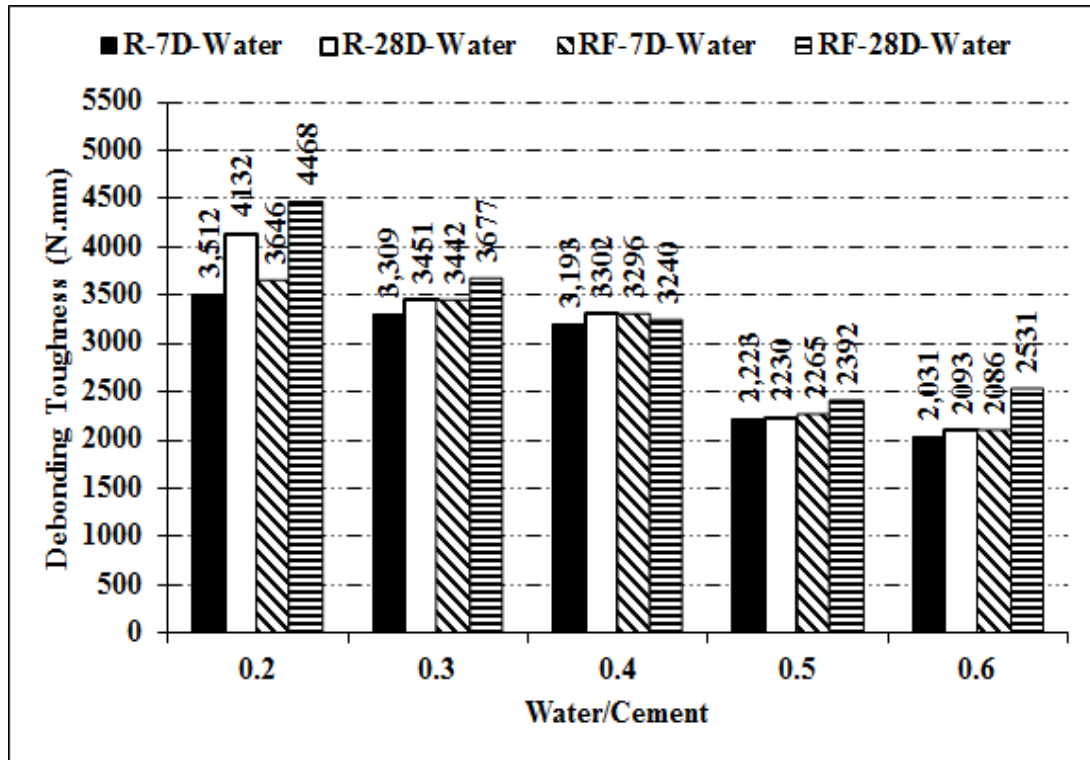 R-7D-Water R-28D-Water RF-7D-Water RF-28D-Water
Debonding Toughness (N.mm)
5500
5000
4500
4000
3500
3000
2500
2000
1500
1000
500
0
3,512 4132 3646 4468
3,309 3451 3442 3677
3,193 3302 3296 3240
2,223 2230 2265 2392
2,031 2093 2086 2531
0.2 0.3 0.4 0.5 0.6
Water/Cement